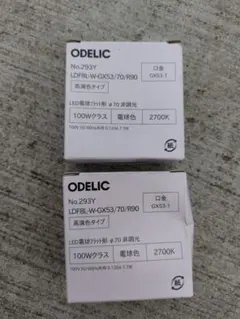 ODELIC
No.293Y
LDF8L-W-GX53/70/R90
高演色タイプ
口金
GX53-1
LED電球フラット形 φ70 非調光
100Wクラス
電球色
2700K
紙
ODELIC
No.293Y
LDF8L-W-GX53/70/R90
高演色タイプ
口金
GX53-1
LED電球フラット形 φ70 非調光
100Wクラス
電球色
2700K
紙